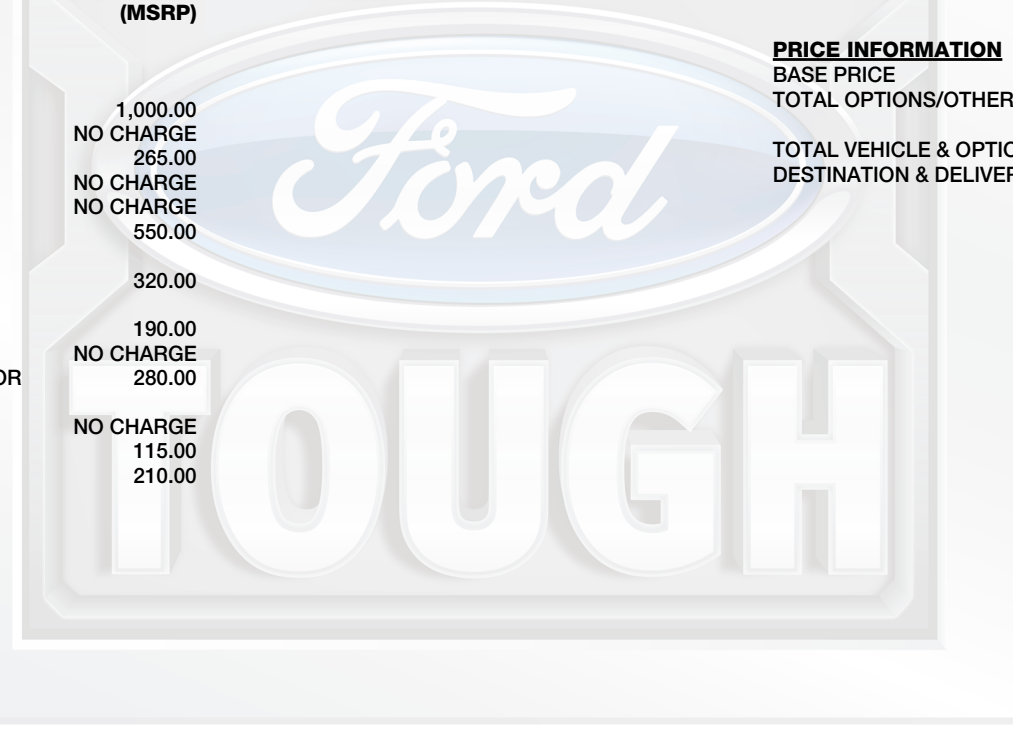 (MSRP)
1,000.00
NO CHARGE
265.00
NO CHARGE
NO CHARGE
550.00
320.00
190.00
NO CHARGE
OR 280.00
NO CHARGE
115.00
210.00
PRICE INFORMATION
BASE PRICE
TOTAL OPTIONS/OTHER
TOTAL VEHICLE & OPTIO
DESTINATION & DELIVER
Ford
TOUGH